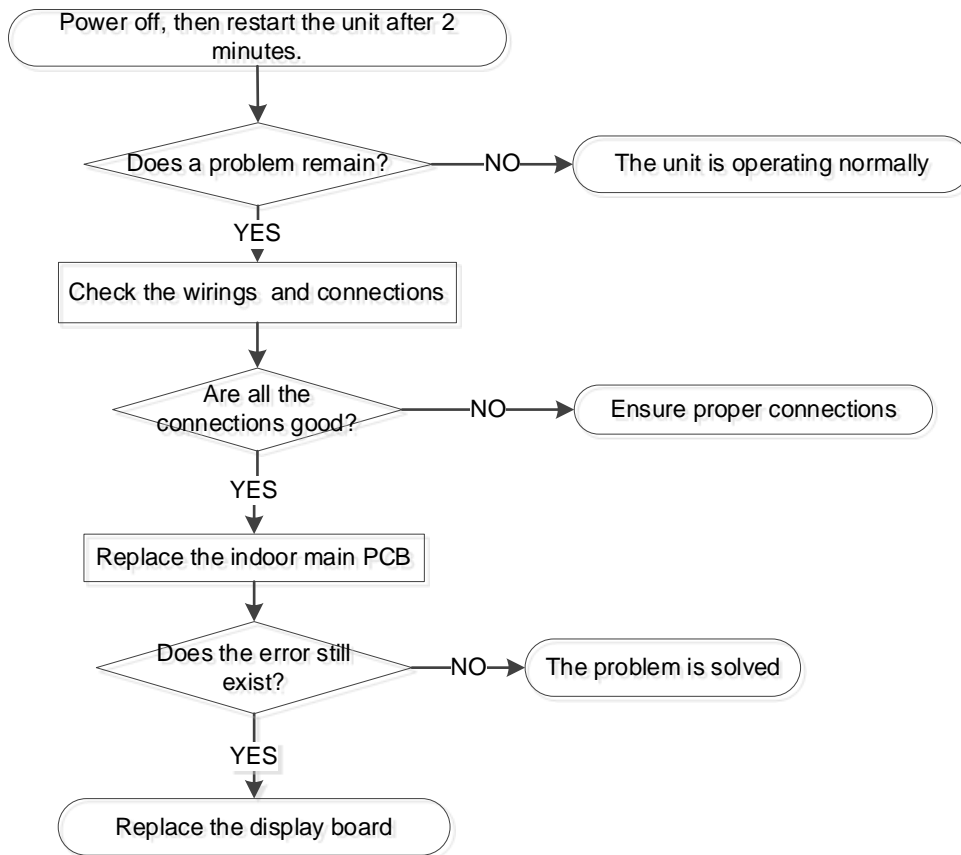 Power off, then restart the unit after 2
minutes.
Does a problem remain?
NO
The unit is operating normally
YES
Check the wirings  and connections
Are all the
connections good?
NO
Ensure proper connections
YES
Replace the indoor main PCB
Does the error still
exist?
NO
The problem is solved
YES
Replace the display board